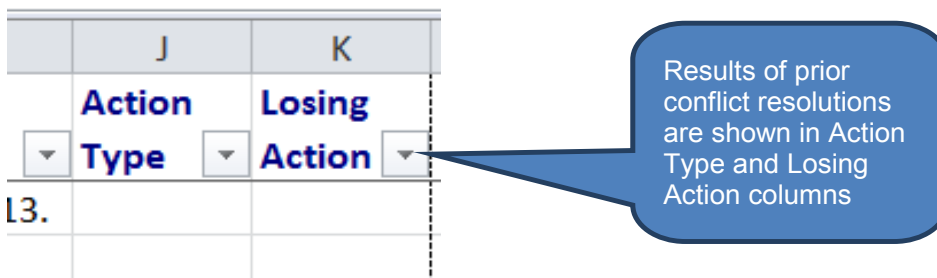 J K
Action Losing
Type Action
13.
Results of prior
conflict resolutions
are shown in Action
Type and Losing
Action columns